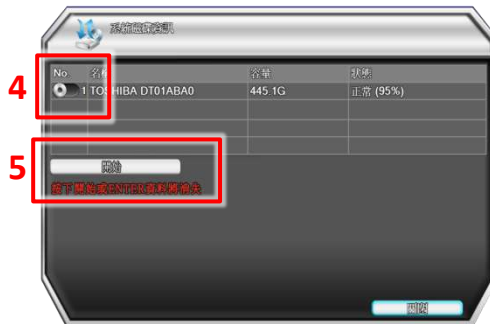 系統磁碟資訊
No. 名稱 容量 狀態
4
1 TOSHIBA DT01ABA0 445.1G 正常 (95%)
5
開始
按下開始或ENTER資料將消失
關閉